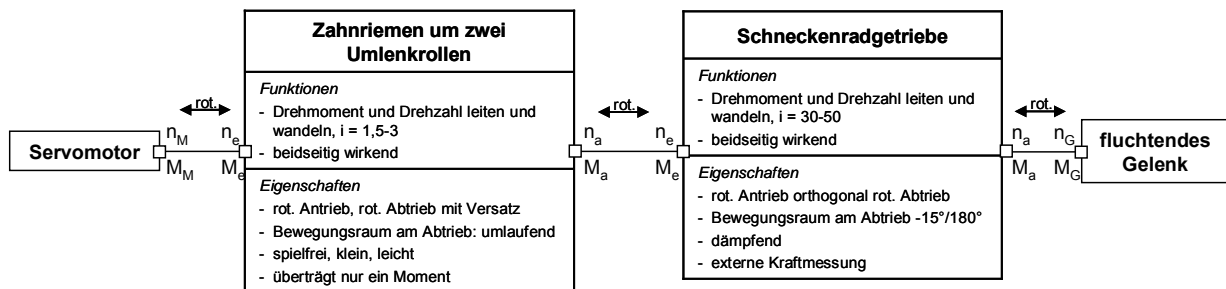 Zahnriemen um zwei
Umlenkrollen
Funktionen
- Drehmoment und Drehzahl leiten und
wandeln, i = 1,5-3
- beidseitig wirkend
Eigenschaften
- rot. Antrieb, rot. Abtrieb mit Versatz
- Bewegungsraum am Abtrieb: umlaufend
- spielfrei, klein, leicht
- überträgt nur ein Moment
Schneckenradgetriebe
Funktionen
- Drehmoment und Drehzahl leiten und
wandeln, i = 30-50
- beidseitig wirkend
Eigenschaften
- rot. Antrieb orthogonal rot. Abtrieb
- Bewegungsraum am Abtrieb -15°/180°
- dämpfend
- externe Kraftmessung
Servomotor
rot.
n_M n_e
M_M M_e
rot.
n_a n_e
M_a M_e
rot.
n_a n_G
M_a M_G
fluchtendes
Gelenk